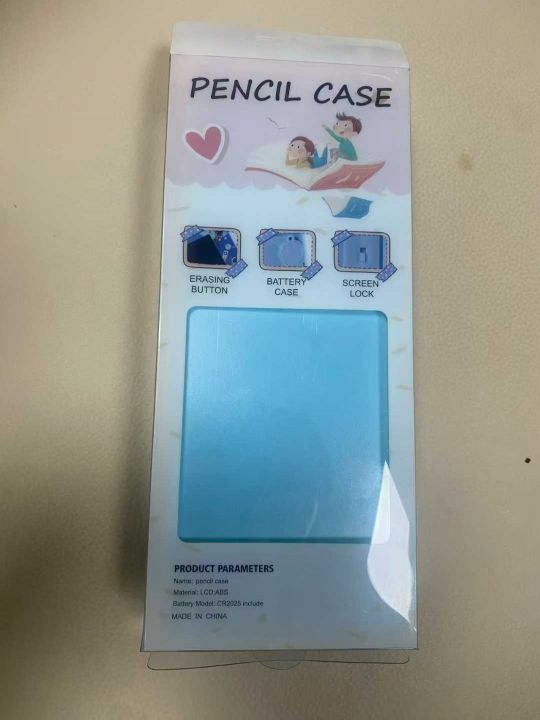 PENCIL CASE
ERASING
BUTTON
BATTERY
CASE
SCREEN
LOCK
PRODUCT PARAMETERS
Name: pencil case
Material: LCD;ABS
Battery Model: CR2025 include
MADE IN CHINA